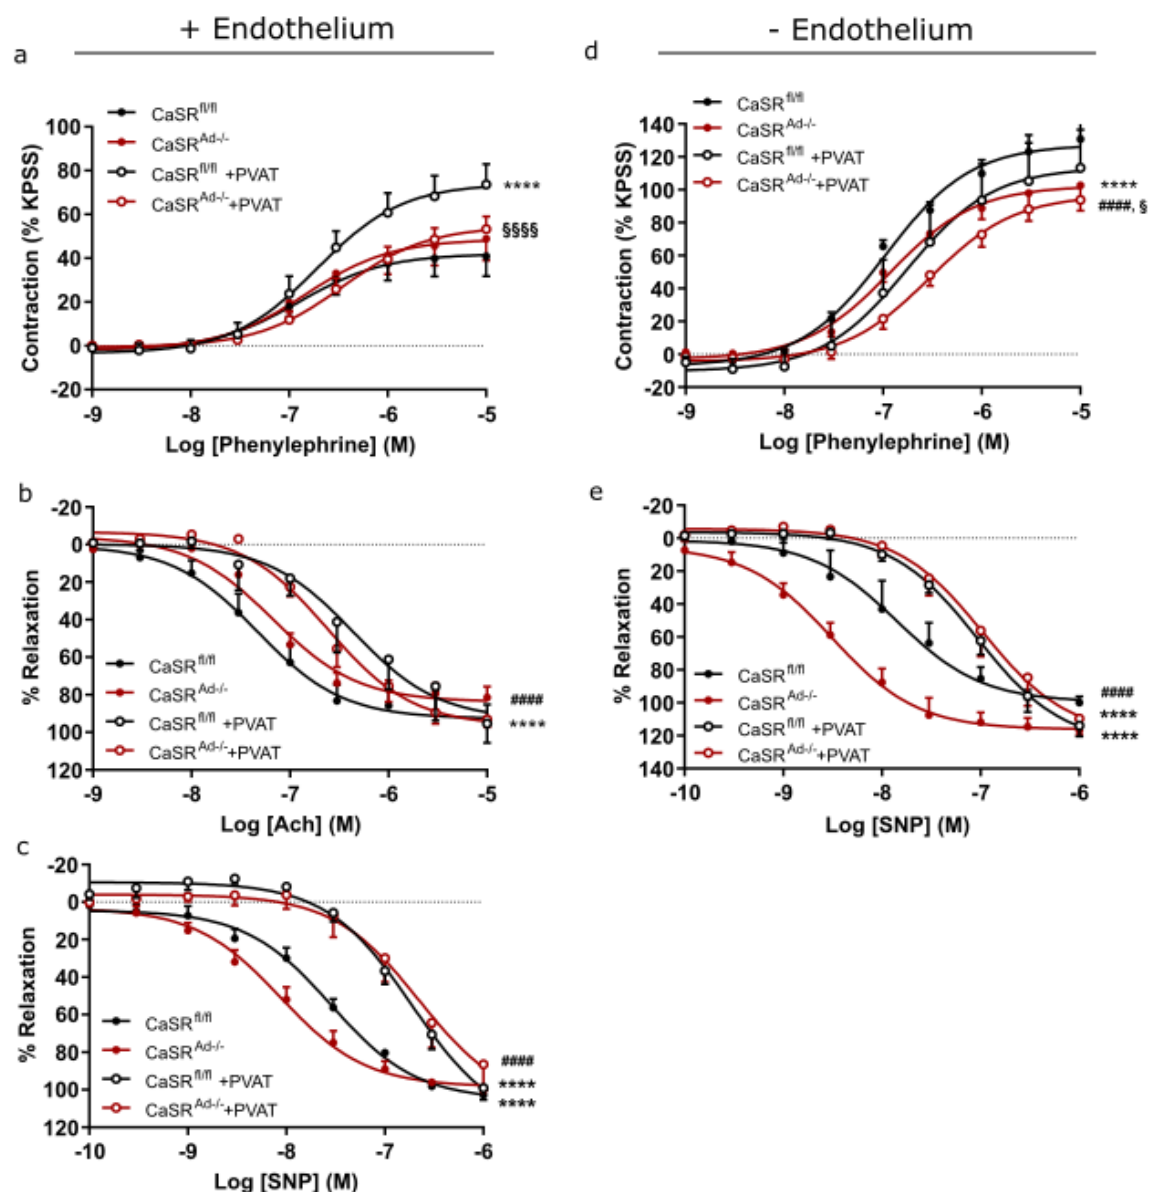 + Endothelium
a
CaSR^fl/fl
CaSR^Ad-/-
CaSR^fl/fl +PVAT
CaSR^Ad-/-+PVAT
Contraction (% KPSS)
100
80
60
40
20
0
-20
****
§§§§
-9 -8 -7 -6 -5
Log [Phenylephrine] (M)
b
% Relaxation
-20
0
20
40
60
80
100
120
CaSR^fl/fl
CaSR^Ad-/-
CaSR^fl/fl +PVAT
CaSR^Ad-/-+PVAT
####
****
-9 -8 -7 -6 -5
Log [Ach] (M)
c
% Relaxation
-20
0
20
40
60
80
100
120
CaSR^fl/fl
CaSR^Ad-/-
CaSR^fl/fl +PVAT
CaSR^Ad-/-+PVAT
####
****
****
-10 -9 -8 -7 -6
Log [SNP] (M)
- Endothelium
d
CaSR^fl/fl
CaSR^Ad-/-
CaSR^fl/fl +PVAT
CaSR^Ad-/-+PVAT
Contraction (% KPSS)
140
120
100
80
60
40
20
0
-20
****
####, §
-9 -8 -7 -6 -5
Log [Phenylephrine] (M)
e
% Relaxation
-20
0
20
40
60
80
100
120
140
CaSR^fl/fl
CaSR^Ad-/-
CaSR^fl/fl +PVAT
CaSR^Ad-/-+PVAT
####
****
****
-10 -9 -8 -7 -6
Log [SNP] (M)